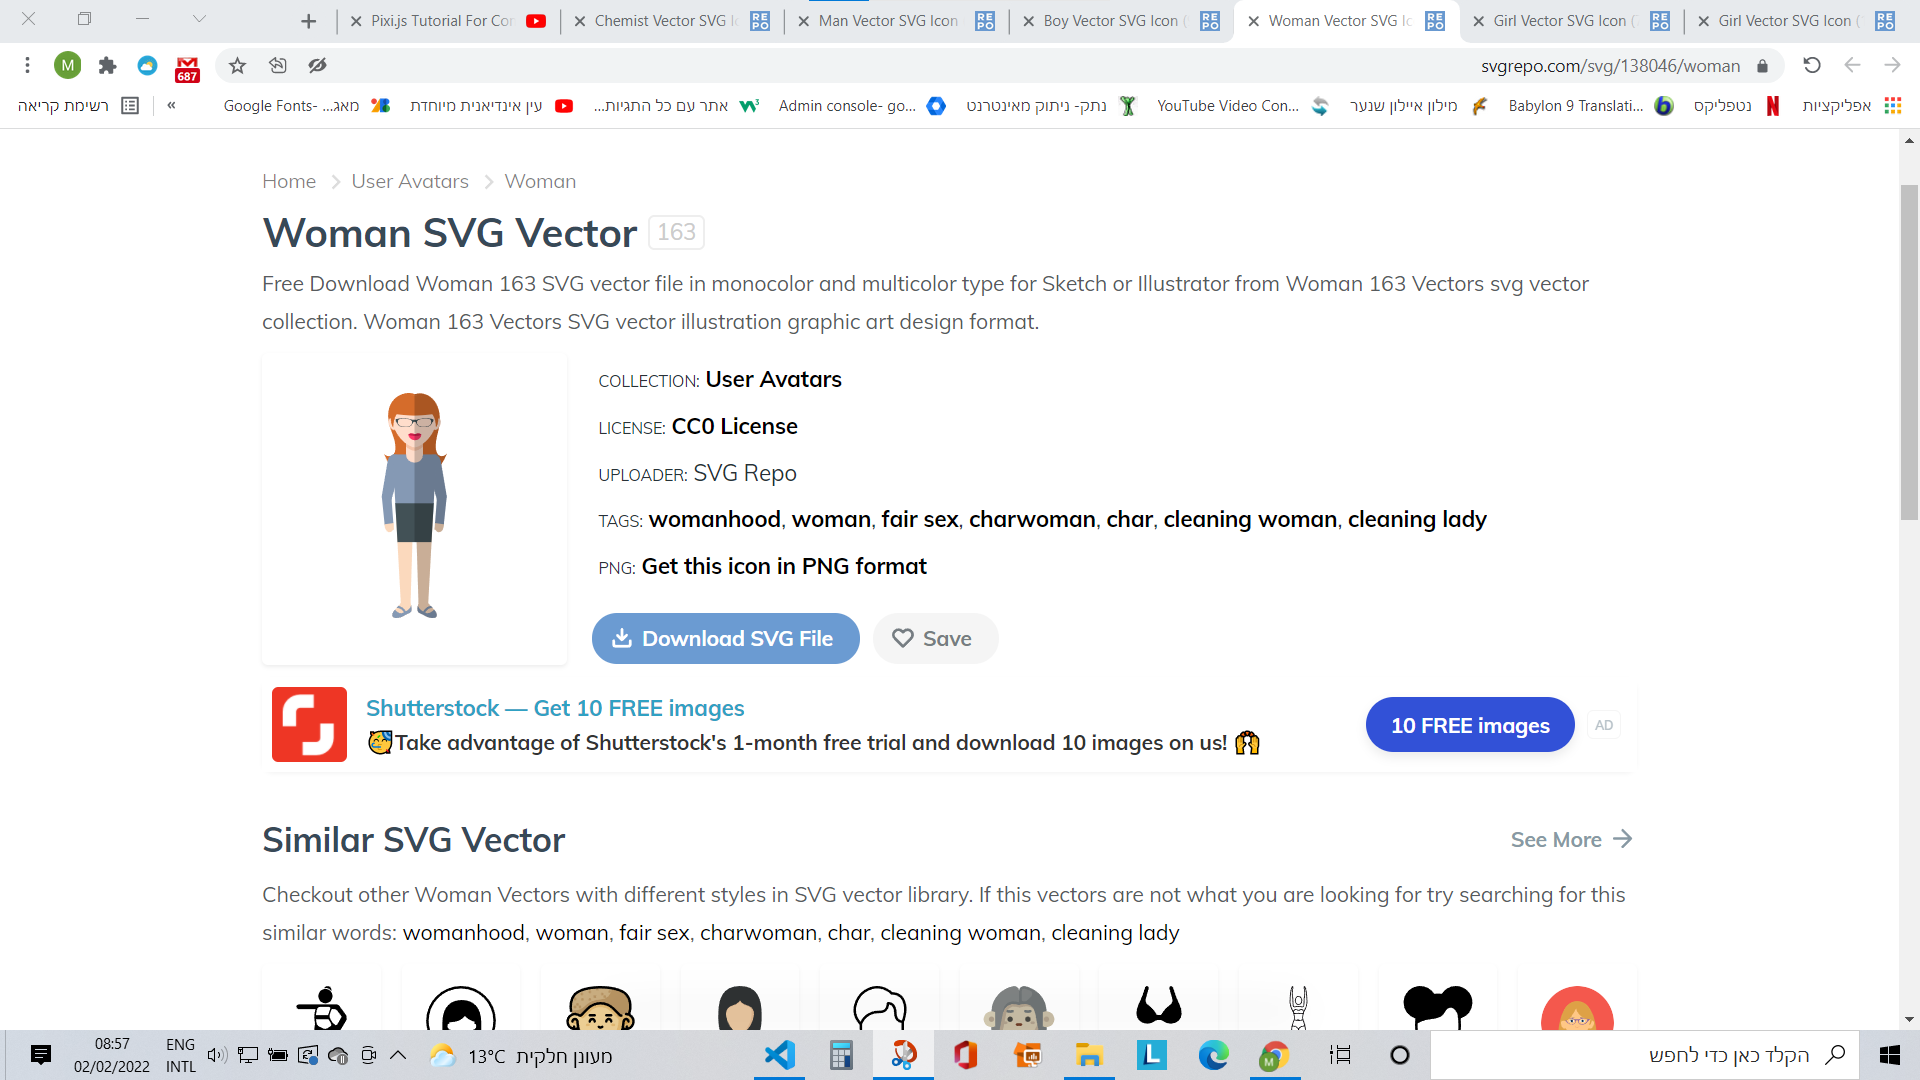 Pixi.js Tutorial For Cor
Chemist Vector SVG Ic
Man Vector SVG Icon
Boy Vector SVG Icon (
Woman Vector SVG Ic
Girl Vector SVG Icon (
Girl Vector SVG Icon (
REPO
REPO
REPO
REPO
REPO
REPO
M
687
svgrepo.com/svg/138046/woman
רשימת קריאה
«
Google Fonts- מאג...
עין אינדיאנית מיוחדת
אתר עם כל התגיות...
Admin console- go...
נתק- ניתוק מאינטרנט
YouTube Video Con...
מילון איילון שנער
Babylon 9 Translati...
נטפליקס
אפליקציות
Home > User Avatars > Woman
Woman SVG Vector 163
Free Download Woman 163 SVG vector file in monocolor and multicolor type for Sketch or Illustrator from Woman 163 Vectors svg vector
collection. Woman 163 Vectors SVG vector illustration graphic art design format.
COLLECTION: User Avatars
LICENSE: CC0 License
UPLOADER: SVG Repo
TAGS: womanhood, woman, fair sex, charwoman, char, cleaning woman, cleaning lady
PNG: Get this icon in PNG format
Download SVG File
Save
Shutterstock — Get 10 FREE images
🥳Take advantage of Shutterstock's 1-month free trial and download 10 images on us! 🙌
10 FREE images
AD
Similar SVG Vector
See More
Checkout other Woman Vectors with different styles in SVG vector library. If this vectors are not what you are looking for try searching for this
similar words: womanhood, woman, fair sex, charwoman, char, cleaning woman, cleaning lady
08:57
02/02/2022
ENG
INTL
13°C מעונן חלקית
L
M
הקלד כאן כדי לחפש